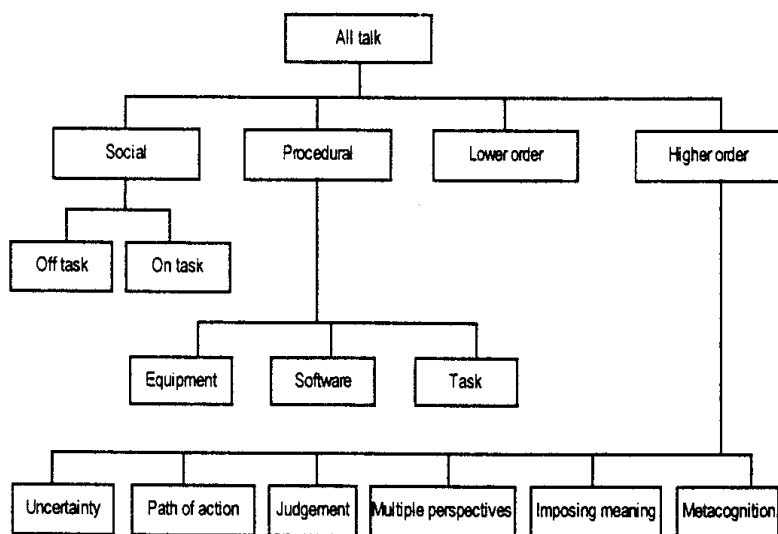 All talk
Social
Procedural
Lower order
Higher order
Off task
On task
Equipment
Software
Task
Uncertainty
Path of action
Judgement
Multiple perspectives
Imposing meaning
Metacognition